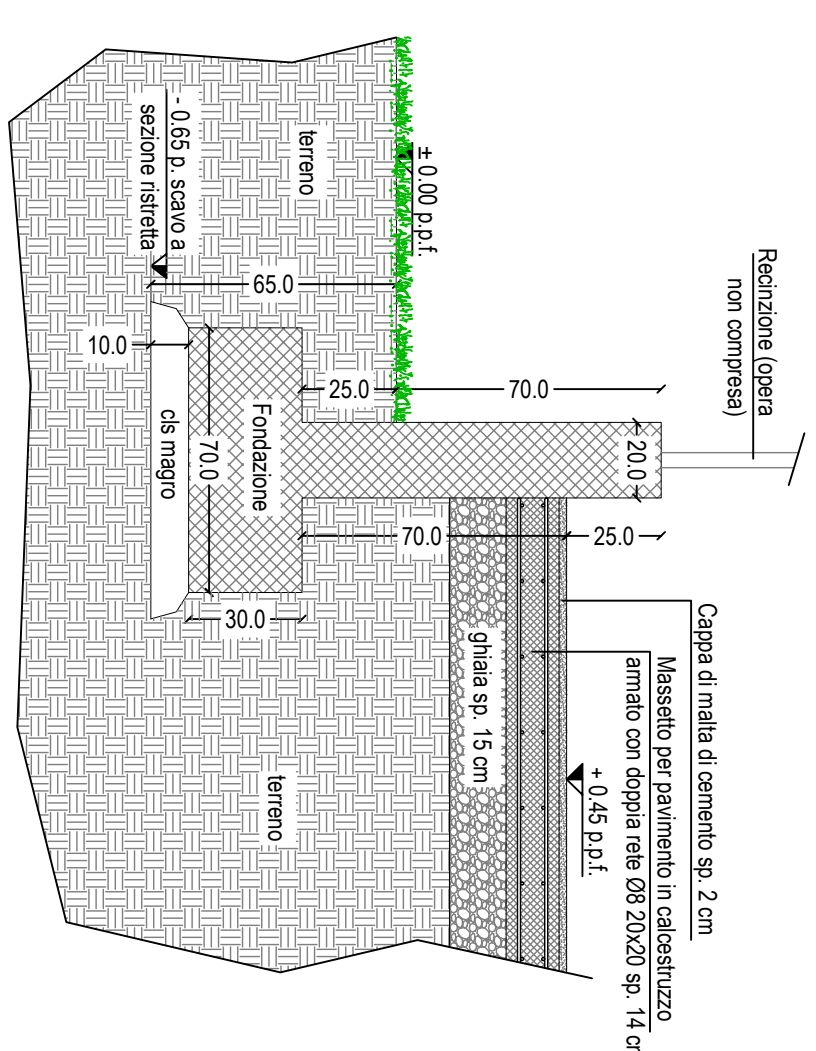 Recinzione (opera
non compresa)
Cappa di malta di cemento sp. 2 cm
Massetto per pavimento in calcestruzzo
armato con doppia rete Ø8 20x20 sp. 14 cm
+ 0.45 p.p.f.
20.0
70.0
25.0
± 0.00 p.p.f.
70.0
25.0
ghiaia sp. 15 cm
terreno
65.0
Fondazione
30.0
terreno
70.0
- 0.65 p. scavo a
sezione ristretta
10.0
cls magro